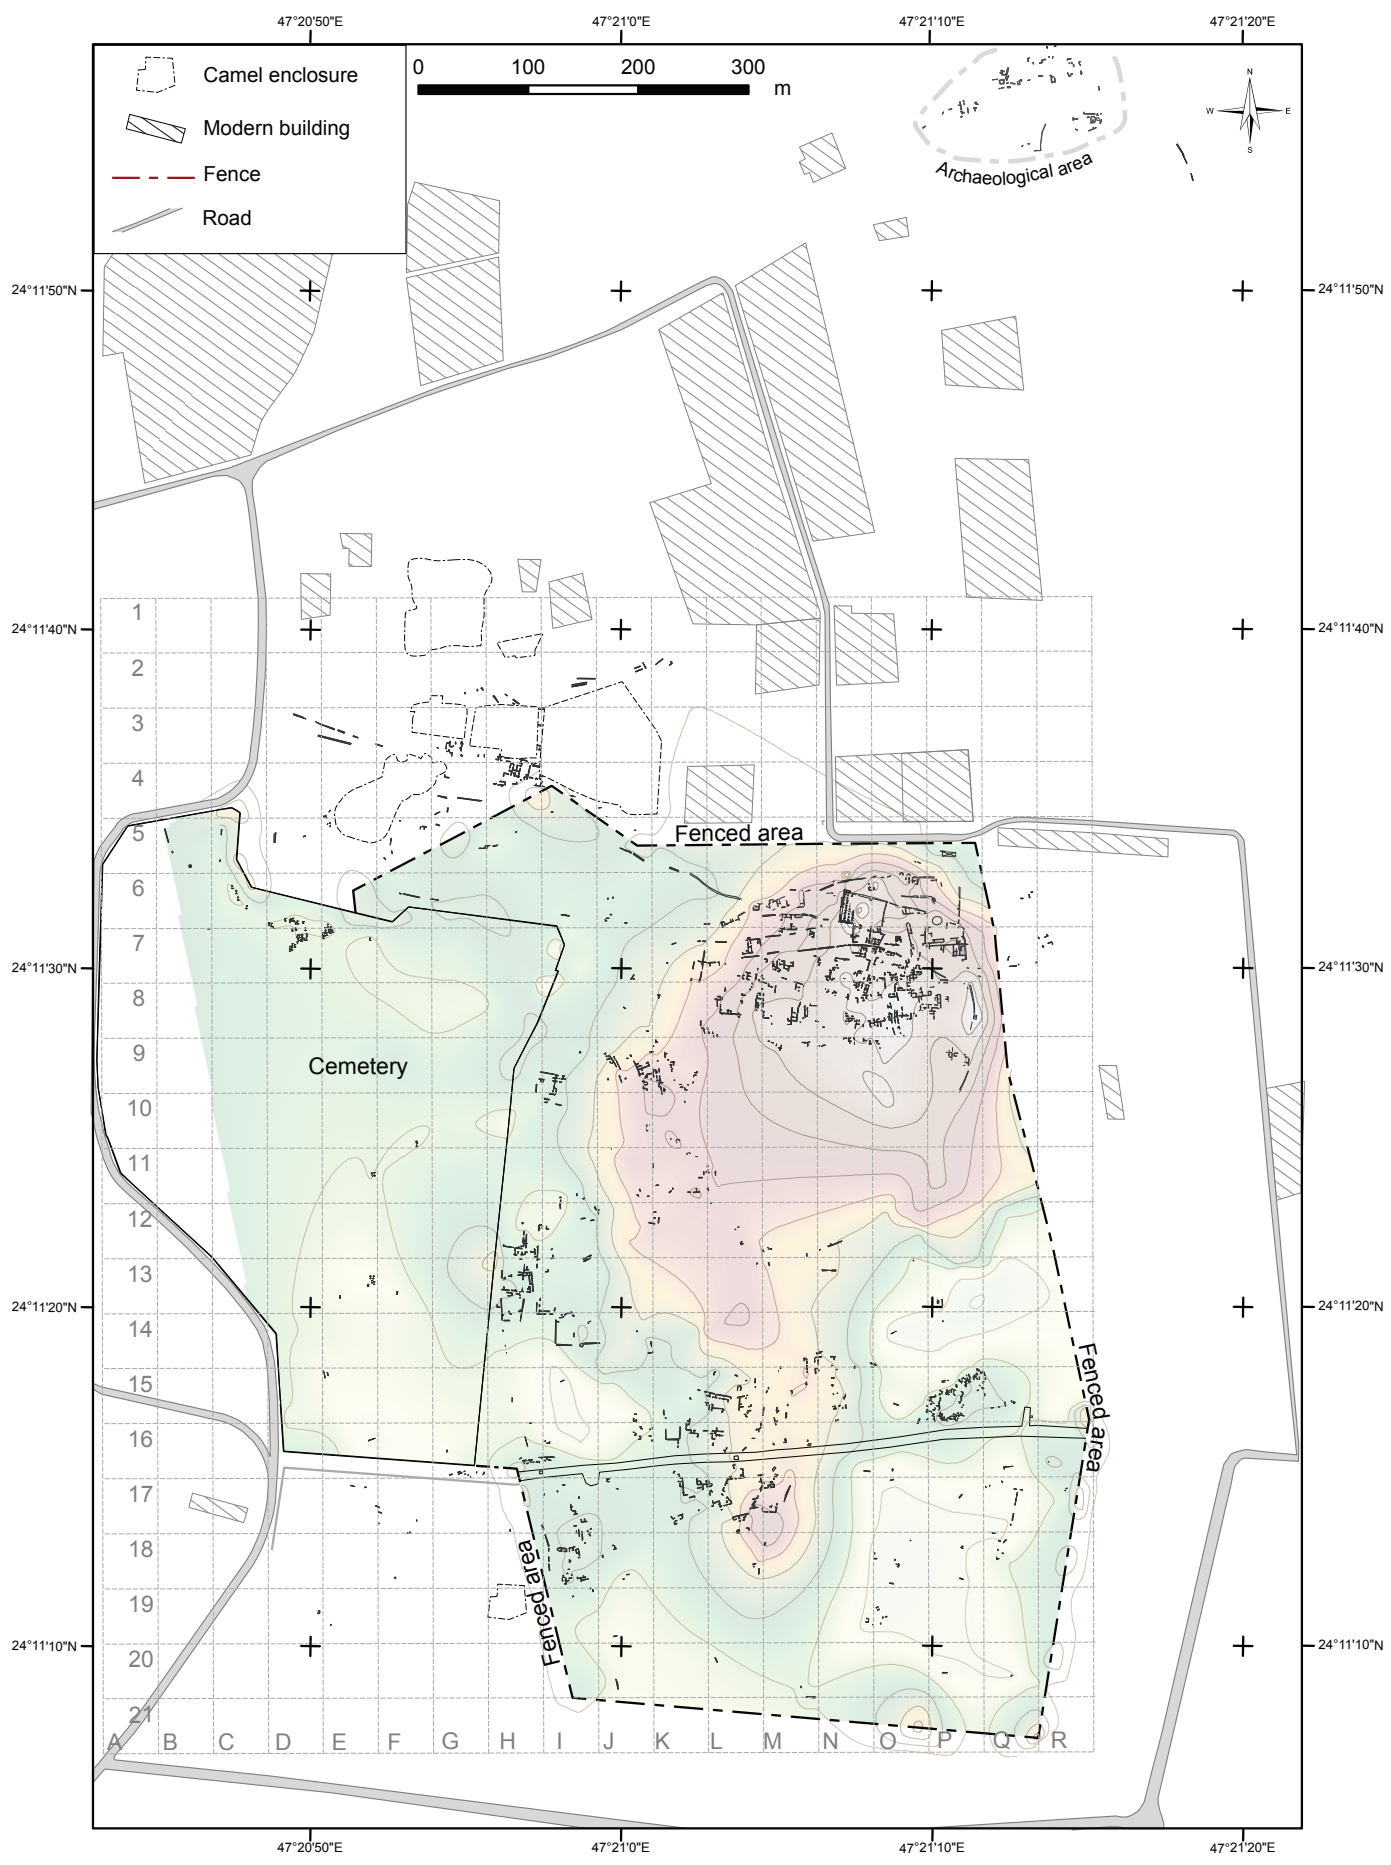 47°20'50"E 47°21'0"E 47°21'10"E 47°21'20"E
Camel enclosure
Modern building
Fence
Road
0 100 200 300
m
N
W E
S
Archaeological area
24°11'50"N 24°11'50"N
1
24°11'40"N 24°11'40"N
2
3
4
5
Fenced area
6
7
24°11'30"N 24°11'30"N
8
9
Cemetery
10
11
12
13
24°11'20"N 24°11'20"N
14
15
Fenced area
16
17
18
Fenced area
19
24°11'10"N 24°11'10"N
20
21
A B C D E F G H I J K L M N O P Q R
47°20'50"E 47°21'0"E 47°21'10"E 47°21'20"E